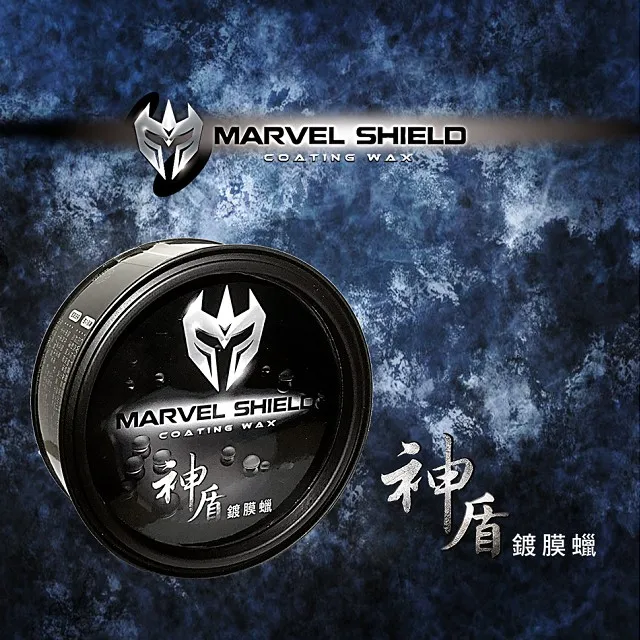 MARVEL SHIELD
COATING WAX
MARVEL SHIELD
COATING WAX
神盾 鍍膜蠟
神盾 鍍膜蠟